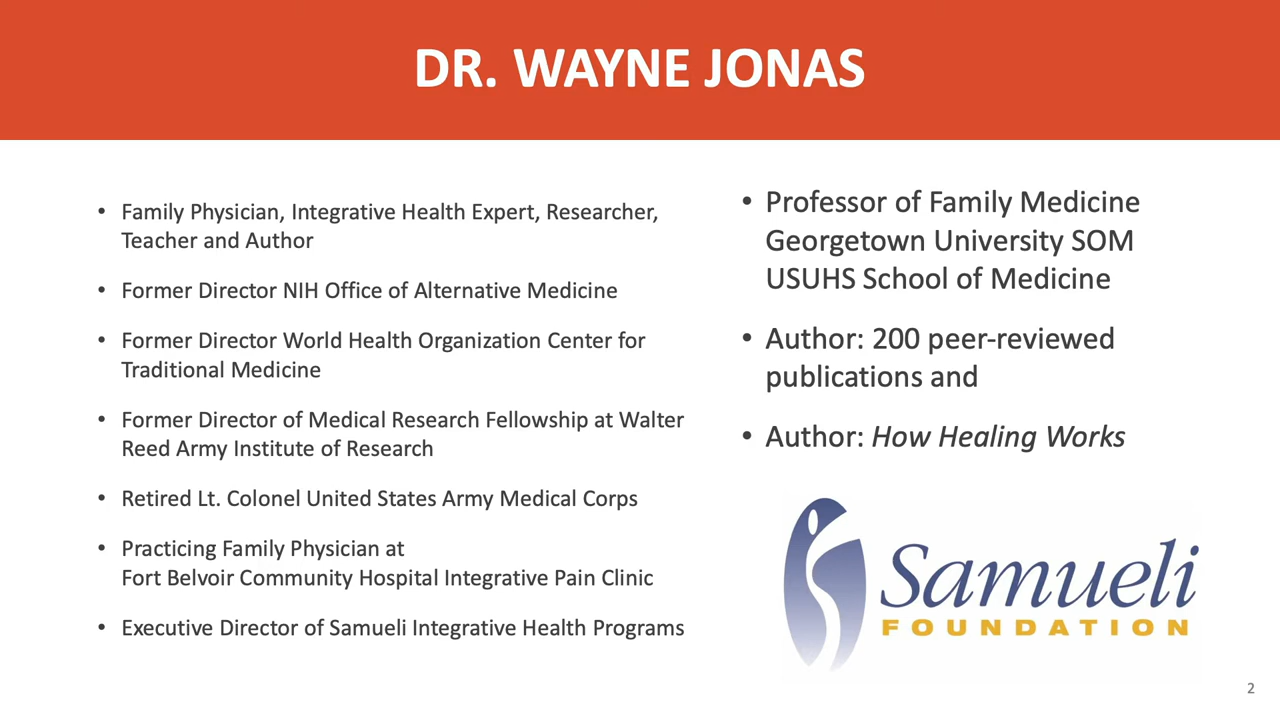 DR. WAYNE JONAS
• Family Physician, Integrative Health Expert, Researcher,
Teacher and Author
• Former Director NIH Office of Alternative Medicine
• Former Director World Health Organization Center for
Traditional Medicine
• Former Director of Medical Research Fellowship at Walter
Reed Army Institute of Research
• Retired Lt. Colonel United States Army Medical Corps
• Practicing Family Physician at
Fort Belvoir Community Hospital Integrative Pain Clinic
• Executive Director of Samueli Integrative Health Programs
• Professor of Family Medicine
Georgetown University SOM
USUHS School of Medicine
• Author: 200 peer-reviewed
publications and
• Author: How Healing Works
Samueli
FOUNDATION
2